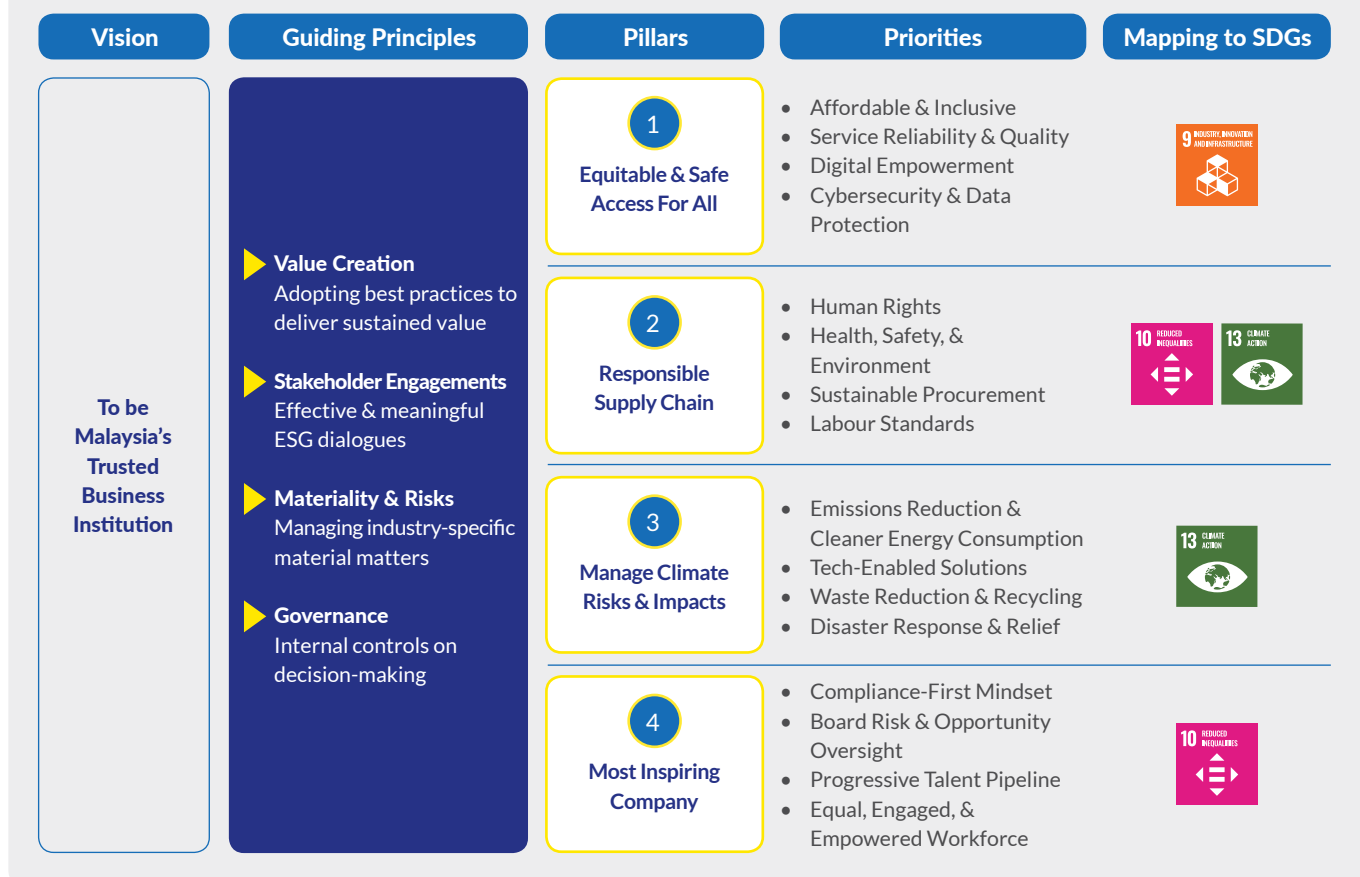 Vision
Guiding Principles
Pillars
Priorities
Mapping to SDGs
To be
Malaysia’s
Trusted
Business
Institution
Value Creation
Adopting best practices to
deliver sustained value
Stakeholder Engagements
Effective & meaningful
ESG dialogues
Materiality & Risks
Managing industry-specific
material matters
Governance
Internal controls on
decision-making
1
Equitable & Safe
Access For All
• Affordable & Inclusive
• Service Reliability & Quality
• Digital Empowerment
• Cybersecurity & Data
Protection
9 INDUSTRY, INNOVATION
AND INFRASTRUCTURE
2
Responsible
Supply Chain
• Human Rights
• Health, Safety, &
Environment
• Sustainable Procurement
• Labour Standards
10 REDUCED
INEQUALITIES
13 CLIMATE
ACTION
3
Manage Climate
Risks & Impacts
• Emissions Reduction &
Cleaner Energy Consumption
• Tech-Enabled Solutions
• Waste Reduction & Recycling
• Disaster Response & Relief
13 CLIMATE
ACTION
4
Most Inspiring
Company
• Compliance-First Mindset
• Board Risk & Opportunity
Oversight
• Progressive Talent Pipeline
• Equal, Engaged, &
Empowered Workforce
10 REDUCED
INEQUALITIES